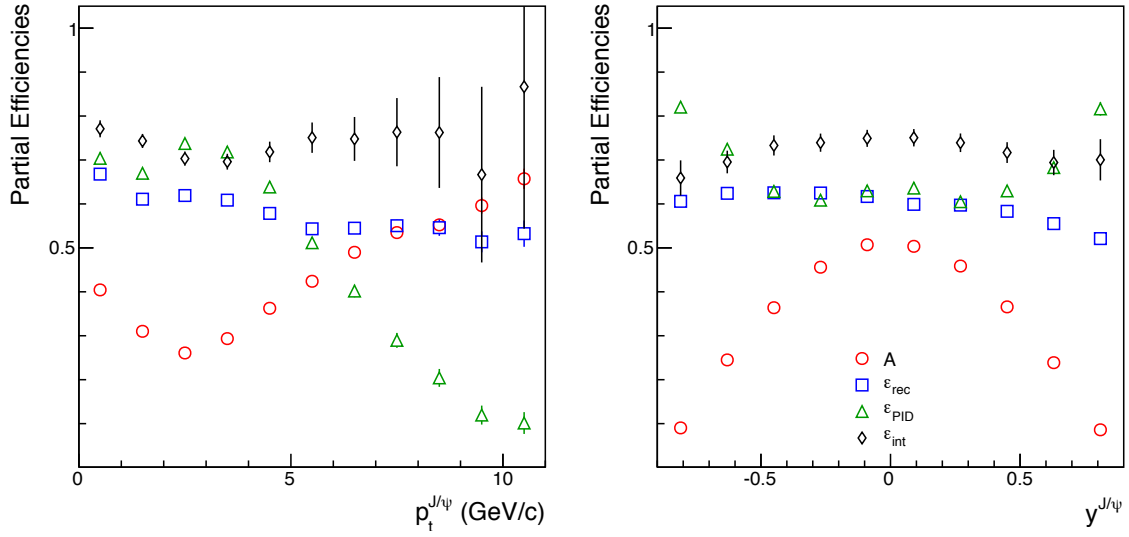 Partial Efficiencies
1
0.5
0
5
10
p_t^{J/ψ} (GeV/c)
Partial Efficiencies
1
0.5
-0.5
0
0.5
y^{J/ψ}
A
ε_rec
ε_PID
ε_int